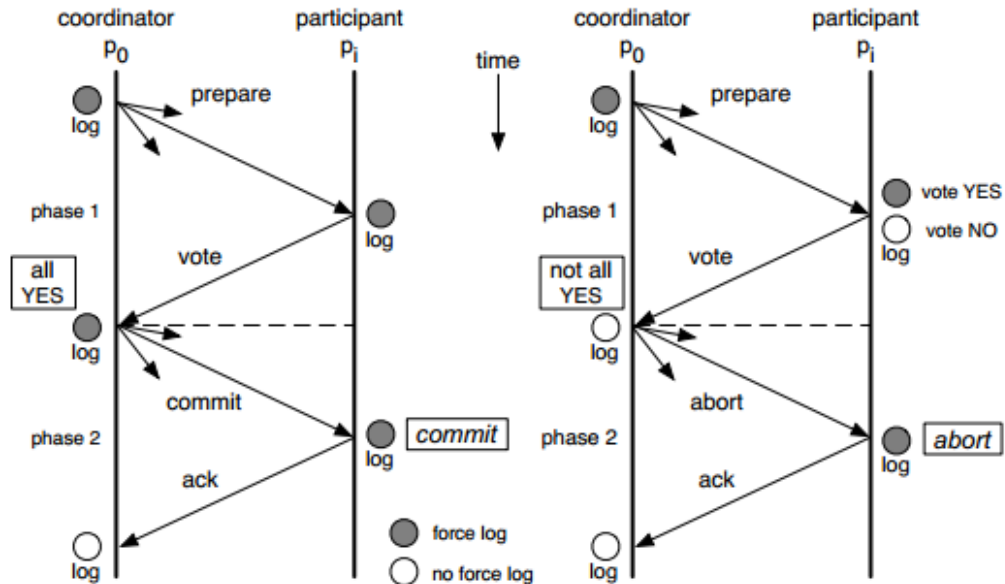 coordinator
p0
participant
pi
prepare
log
phase 1
log
vote
all
YES
log
commit
phase 2
commit
log
ack
log
time
force log
no force log
coordinator
p0
participant
pi
prepare
log
phase 1
vote YES
vote NO
log
vote
not all
YES
log
abort
phase 2
abort
log
ack
log